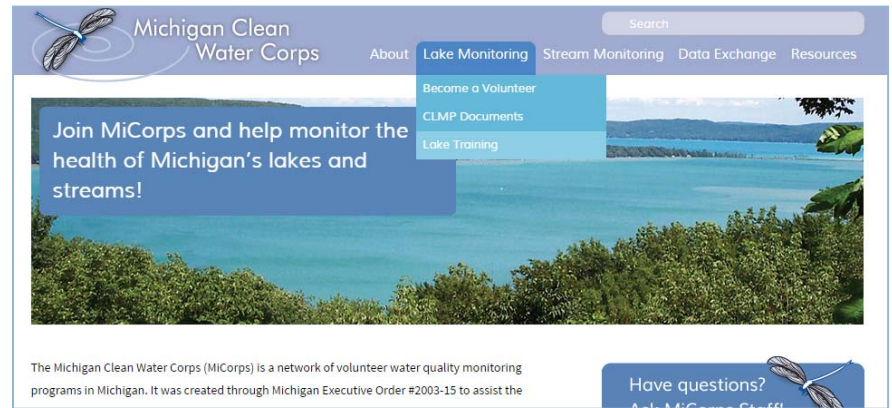 Michigan Clean
Water Corps
Search
About Lake Monitoring Stream Monitoring Data Exchange Resources
Become a Volunteer
CLMP Documents
Lake Training
Join MiCorps and help monitor the
health of Michigan's lakes and
streams!
The Michigan Clean Water Corps (MiCorps) is a network of volunteer water quality monitoring
programs in Michigan. It was created through Michigan Executive Order #2003-15 to assist the
Have questions?
Ask MiCorps Staff!